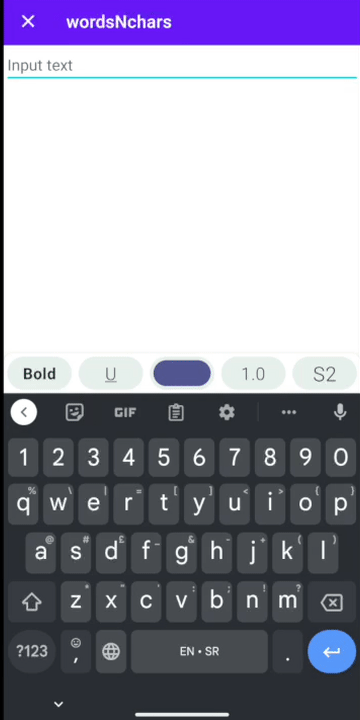 wordsNchars
Input text
Bold U 1.0 S2
GIF
1 2 3 4 5 6 7 8 9 0
q w e r t y u i o p
% \ | = [ ] < > { }
a s d f g h j k l
@ # £ _ & - + ( )
z x c v b n m
* " ' : ; ! ?
?123 , EN • SR .